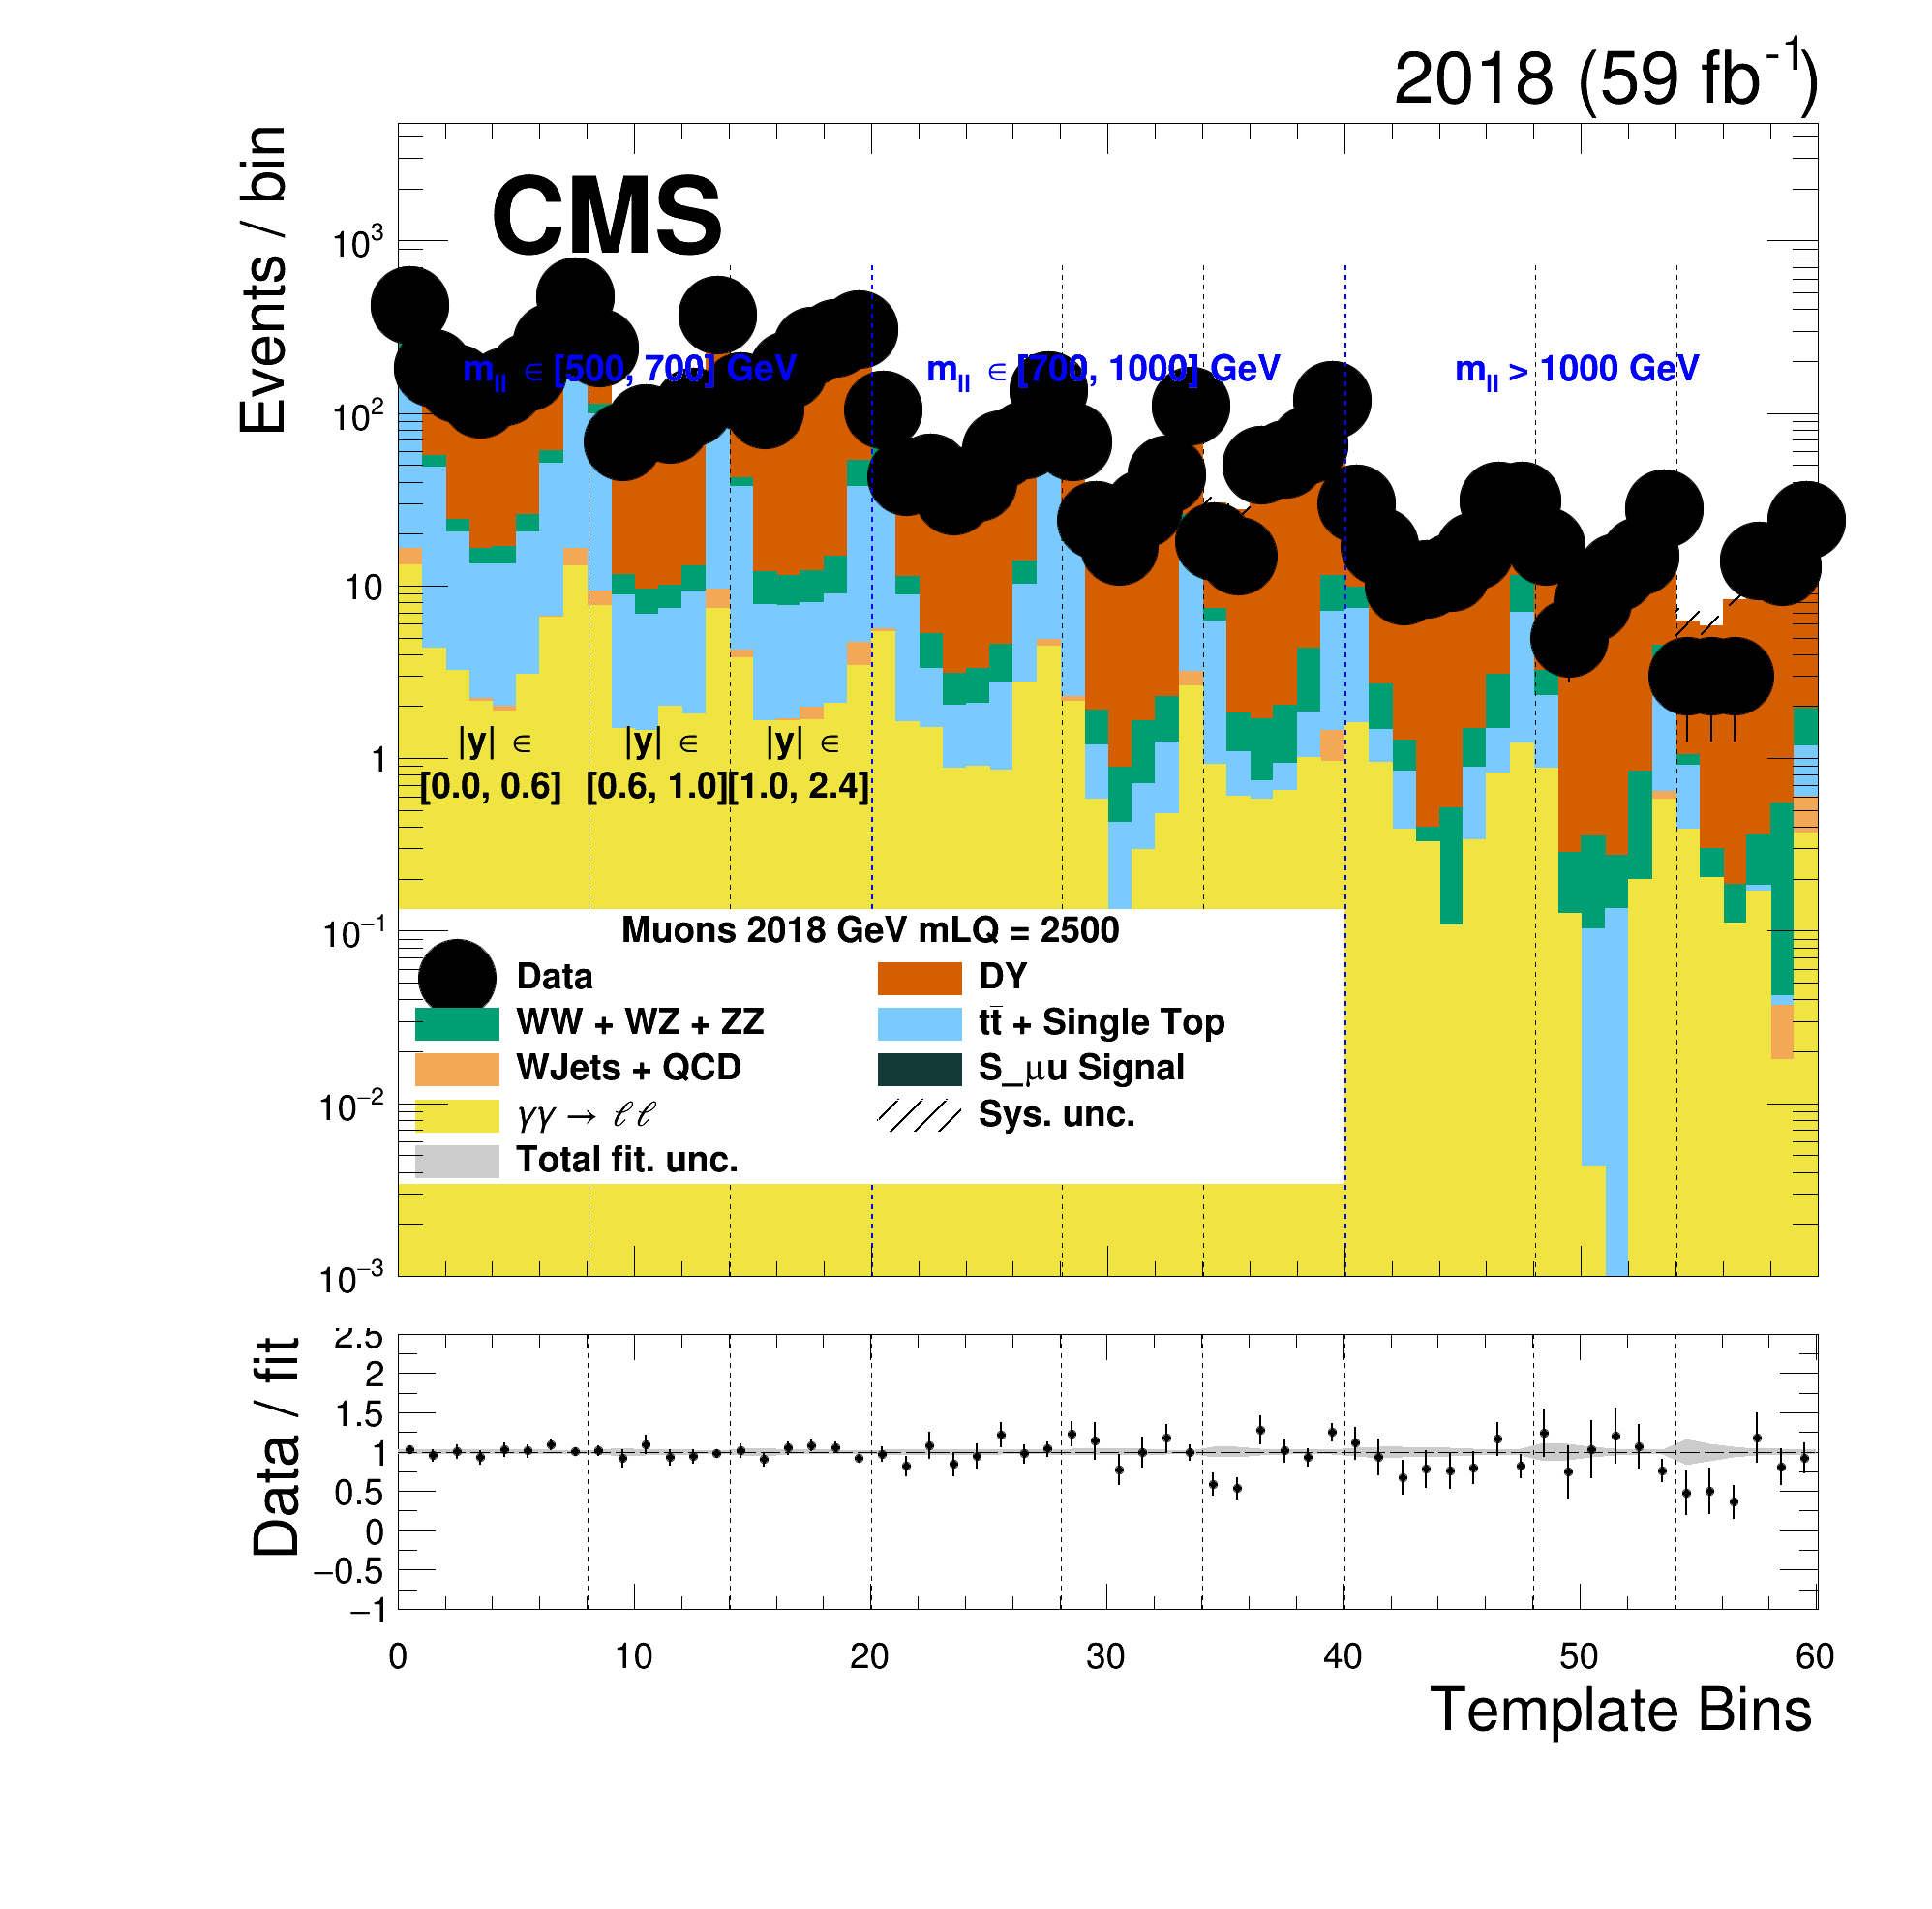 2018 (59 fb-1)
Events / bin
CMS
10³
10²
10
1
10⁻¹
10⁻²
10⁻³
mll ∈ [500, 700] GeV
mll ∈ [700, 1000] GeV
mll > 1000 GeV
|y| ∈
[0.0, 0.6]
|y| ∈
[0.6, 1.0]
|y| ∈
[1.0, 2.4]
Muons 2018 GeV mLQ = 2500
Data
DY
WW + WZ + ZZ
tt̄ + Single Top
WJets + QCD
S_μu Signal
γγ → ℓℓ
Sys. unc.
Total fit. unc.
Data / fit
2.5
2
1.5
1
0.5
0
−0.5
−1
0 10 20 30 40 50 60
Template Bins